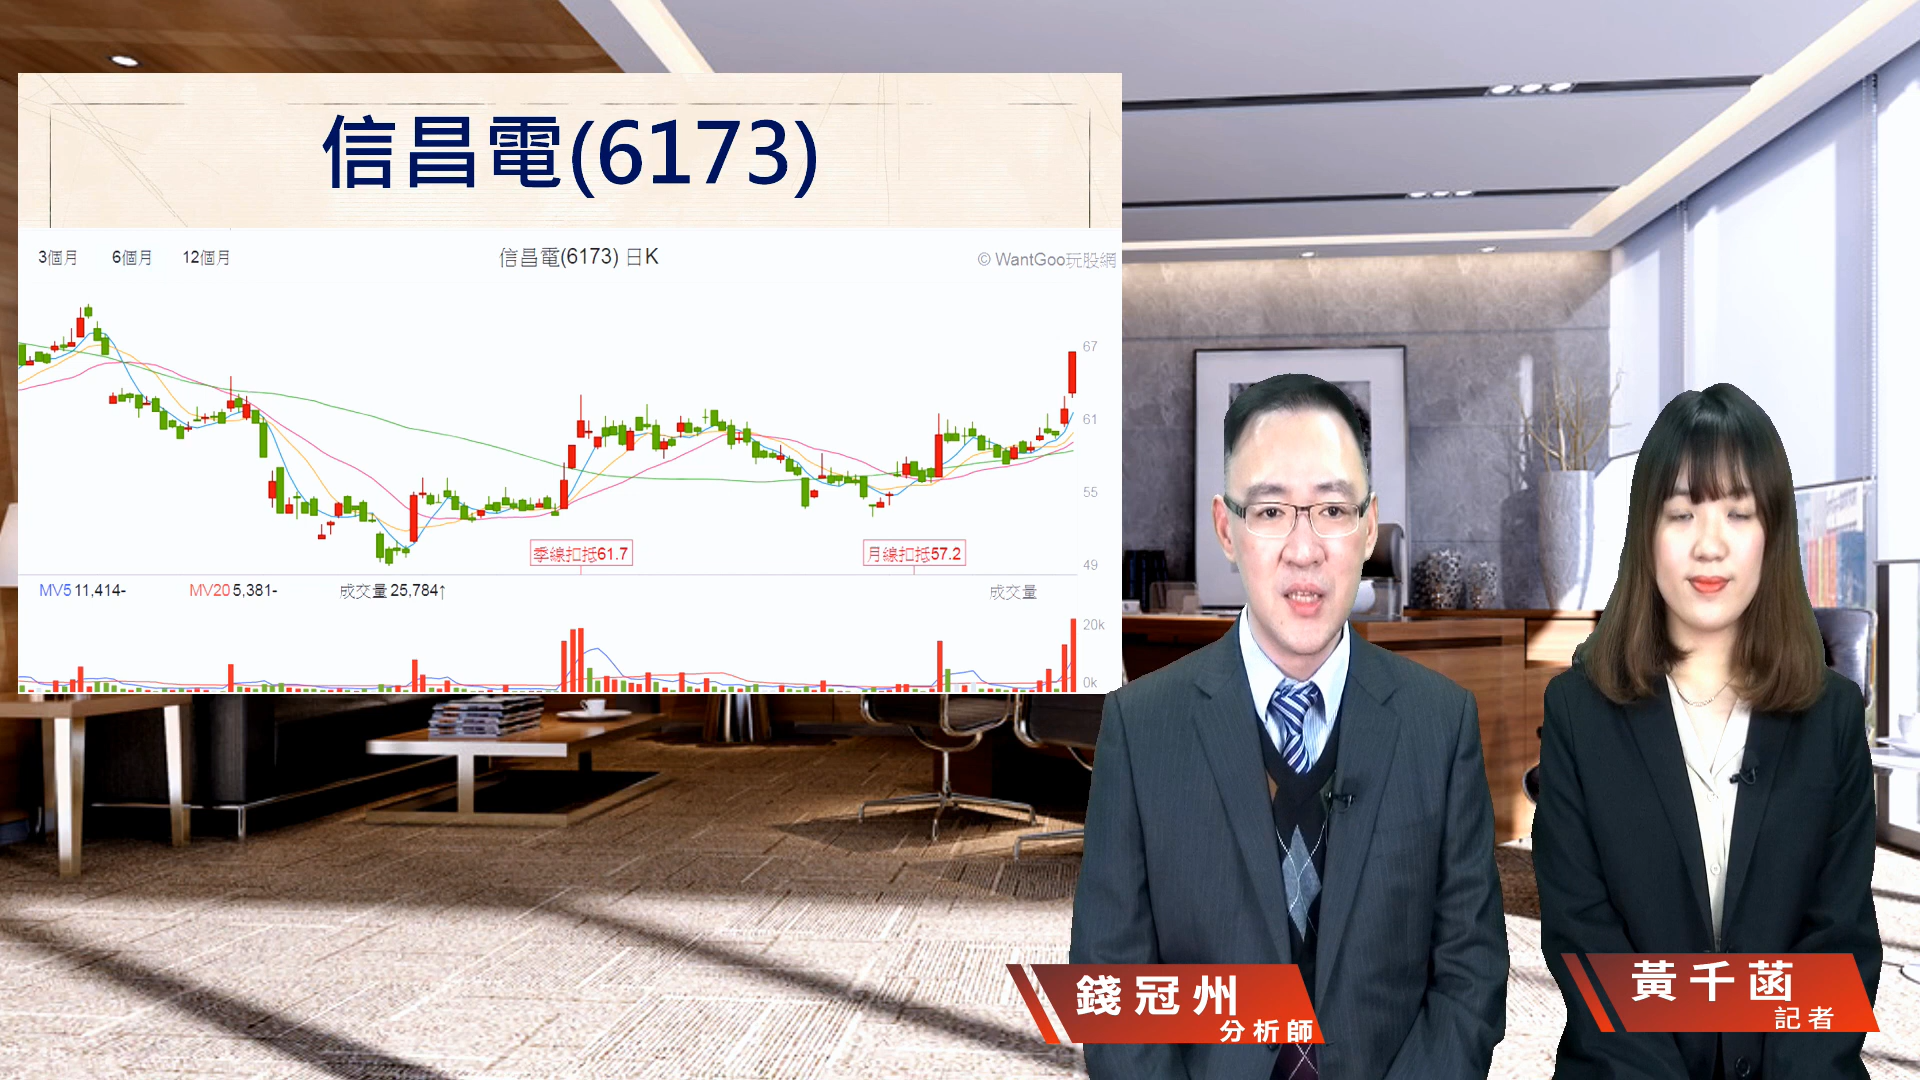 信昌電(6173)
3個月 6個月 12個月 信昌電(6173) 日K © WantGoo玩股網
67
61
55
49
季線扣抵61.7 月線扣抵57.2
MV5 11,414- MV20 5,381- 成交量 25,784↑ 成交量
20k
0k
錢冠州
分析師
黃千菡
記者